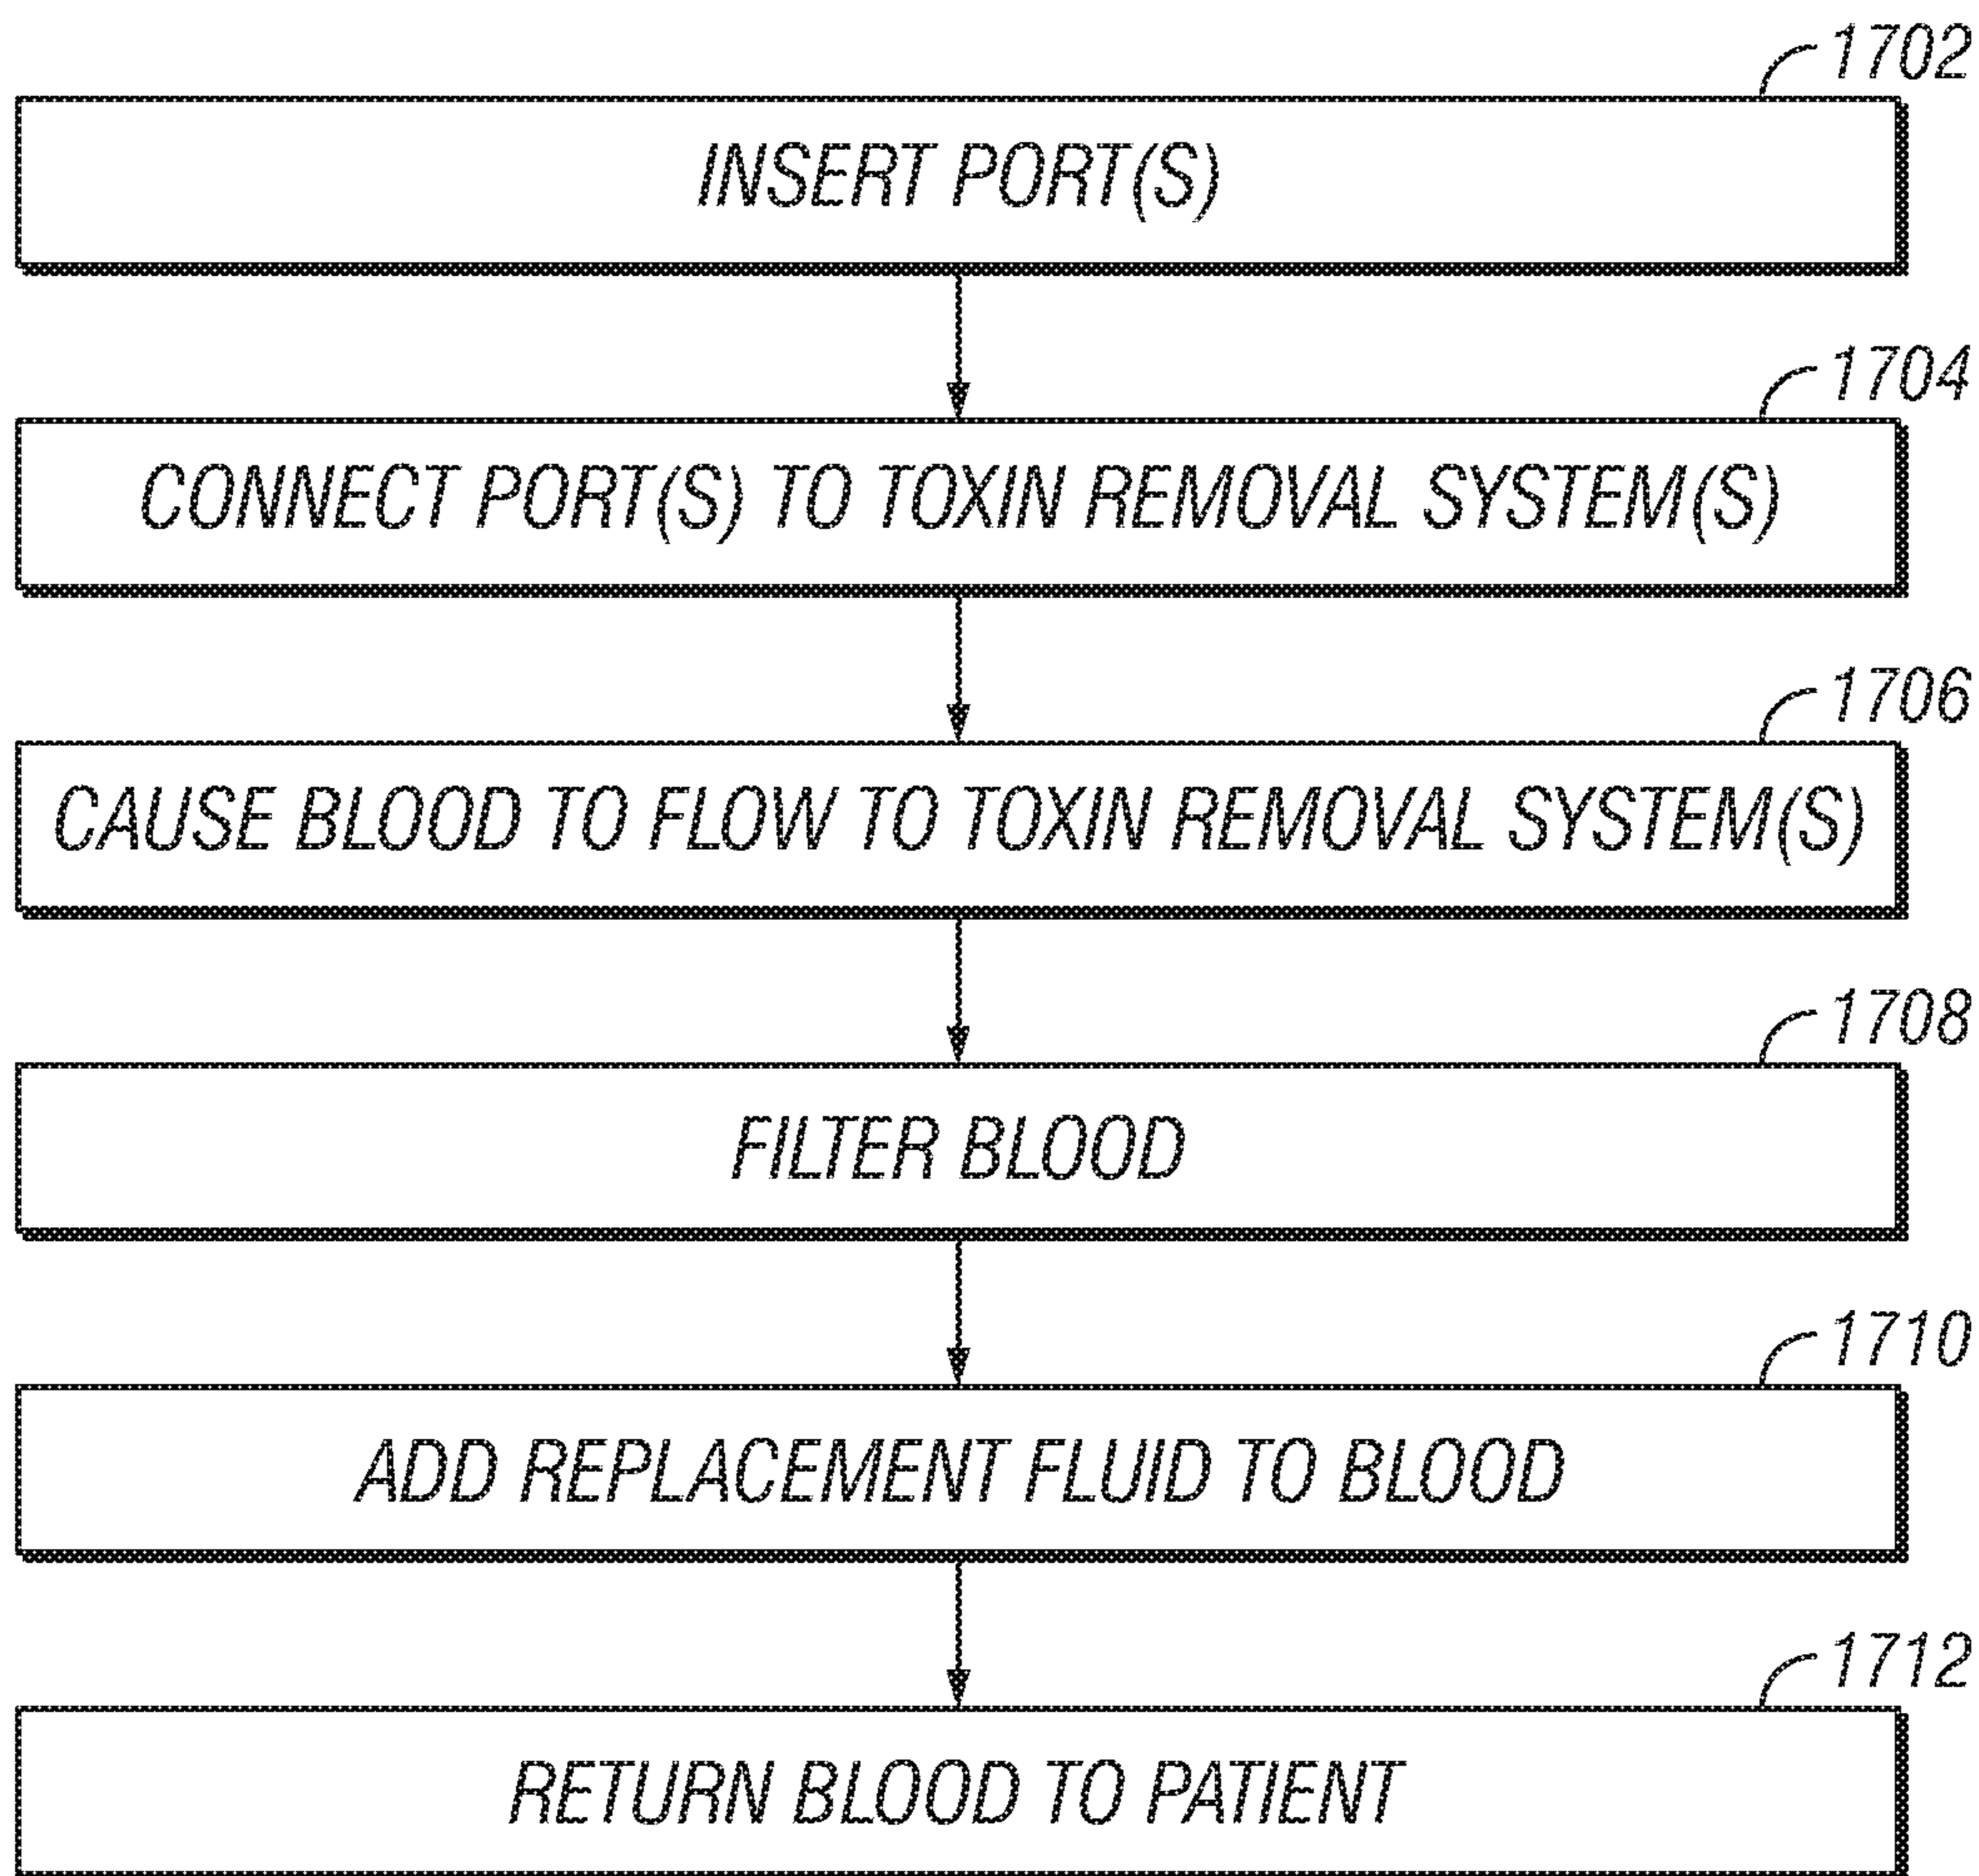 1702
INSERT PORT(S)
1704
CONNECT PORT(S) TO TOXIN REMOVAL SYSTEM(S)
1706
CAUSE BLOOD TO FLOW TO TOXIN REMOVAL SYSTEM(S)
1708
FILTER BLOOD
1710
ADD REPLACEMENT FLUID TO BLOOD
1712
RETURN BLOOD TO PATIENT